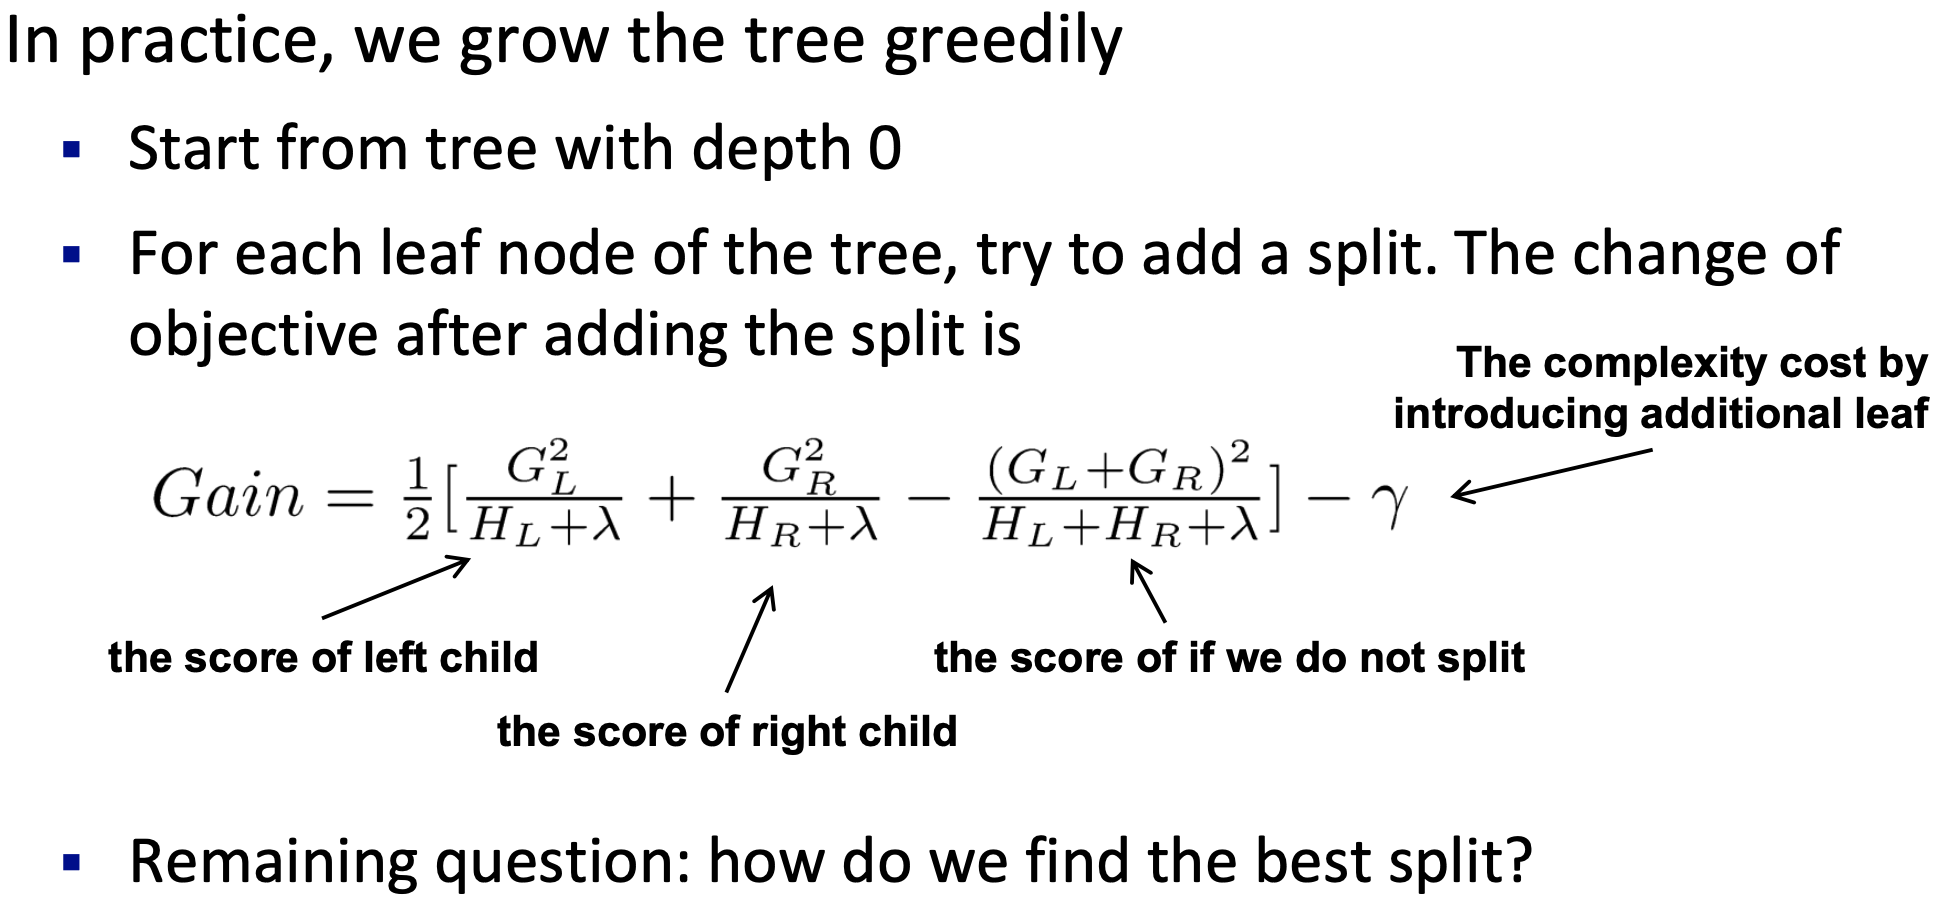 In practice, we grow the tree greedily
▪ Start from tree with depth 0
▪ For each leaf node of the tree, try to add a split. The change of
objective after adding the split is
The complexity cost by
introducing additional leaf
Gain = \frac{1}{2}[\frac{G_L^2}{H_L+λ} + \frac{G_R^2}{H_R+λ} − \frac{(G_L+G_R)^2}{H_L+H_R+λ}] − γ
the score of left child
the score of if we do not split
the score of right child
▪ Remaining question: how do we find the best split?